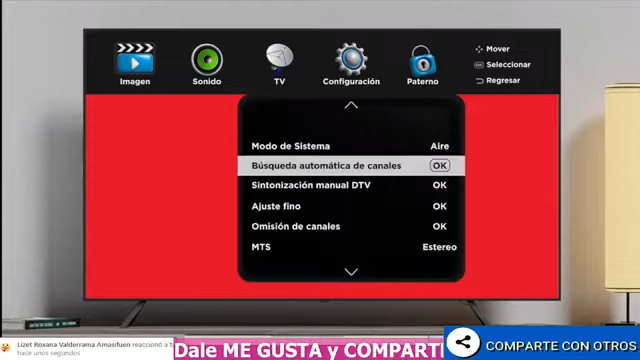 Imagen
Sonido
TV
Configuración
Paterno
Mover
OK Seleccionar
Regresar
Modo de Sistema Aire
Búsqueda automática de canales OK
Sintonización manual DTV OK
Ajuste fino OK
Omisión de canales OK
MTS Estereo
Lizet Roxana Valderrama Amasifuen reaccionó a
hace unos segundos
Dale ME GUSTA y COMPARTI
COMPARTE CON OTROS